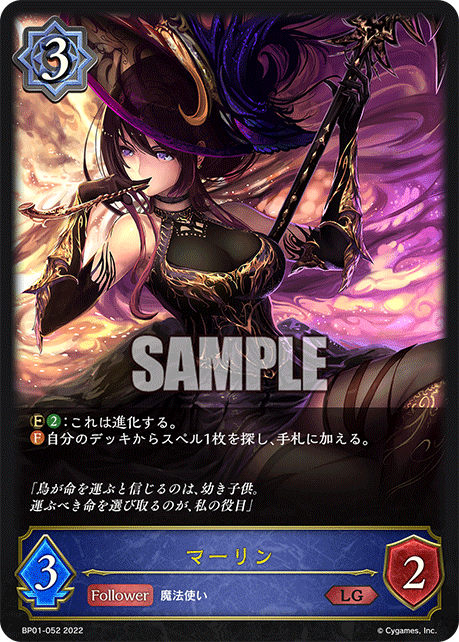 3
© Cygames, Inc.
SAMPLE
E 2:これは進化する。
F 自分のデッキからスペル1枚を探し、手札に加える。
「鳥が命を運ぶと信じるのは、幼き子供。
運ぶべき命を選び取るのが、私の役目」
マーリン
3
Follower 魔法使い
LG
2
BP01-052 2022